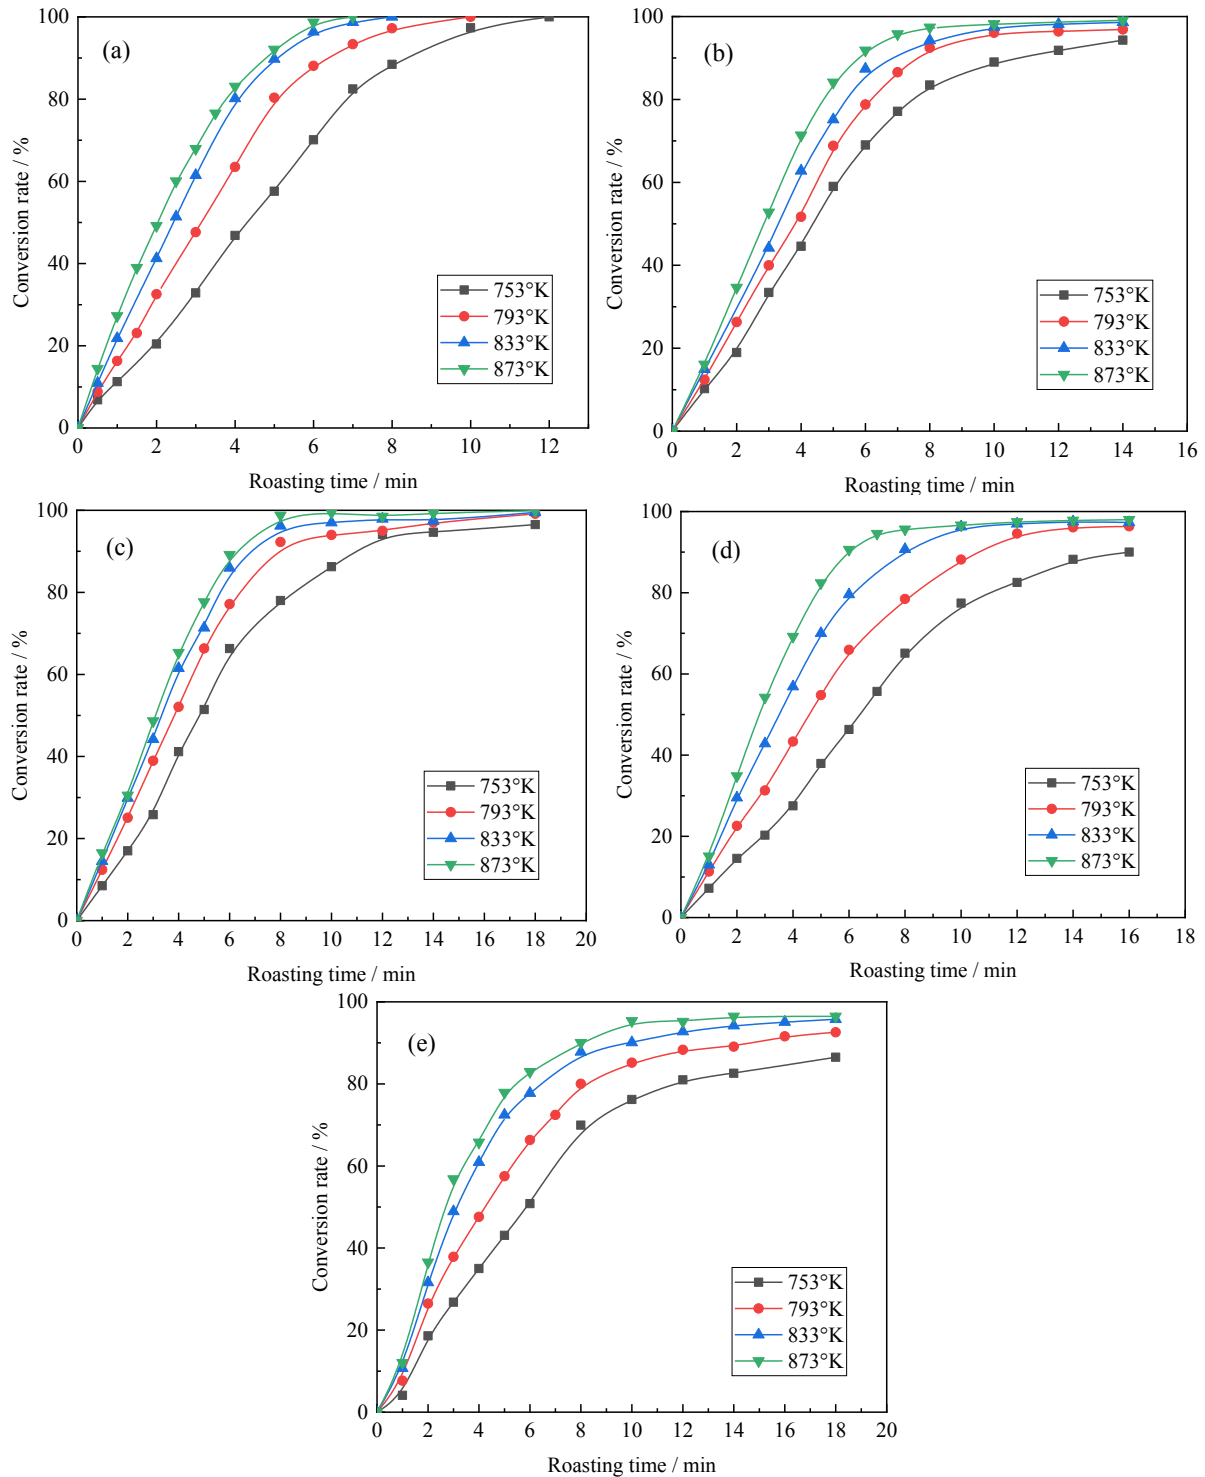 100
80
60
40
20
0
Conversion rate / %
(a)
753°K
793°K
833°K
873°K
0 2 4 6 8 10 12
Roasting time / min
100
80
60
40
20
0
Conversion rate / %
(b)
753°K
793°K
833°K
873°K
0 2 4 6 8 10 12 14 16
Roasting time / min
100
80
60
40
20
0
Conversion rate / %
(c)
753°K
793°K
833°K
873°K
0 2 4 6 8 10 12 14 16 18 20
Roasting time / min
100
80
60
40
20
0
Conversion rate / %
(d)
753°K
793°K
833°K
873°K
0 2 4 6 8 10 12 14 16 18
Roasting time / min
100
80
60
40
20
0
Conversion rate / %
(e)
753°K
793°K
833°K
873°K
0 2 4 6 8 10 12 14 16 18 20
Roasting time / min